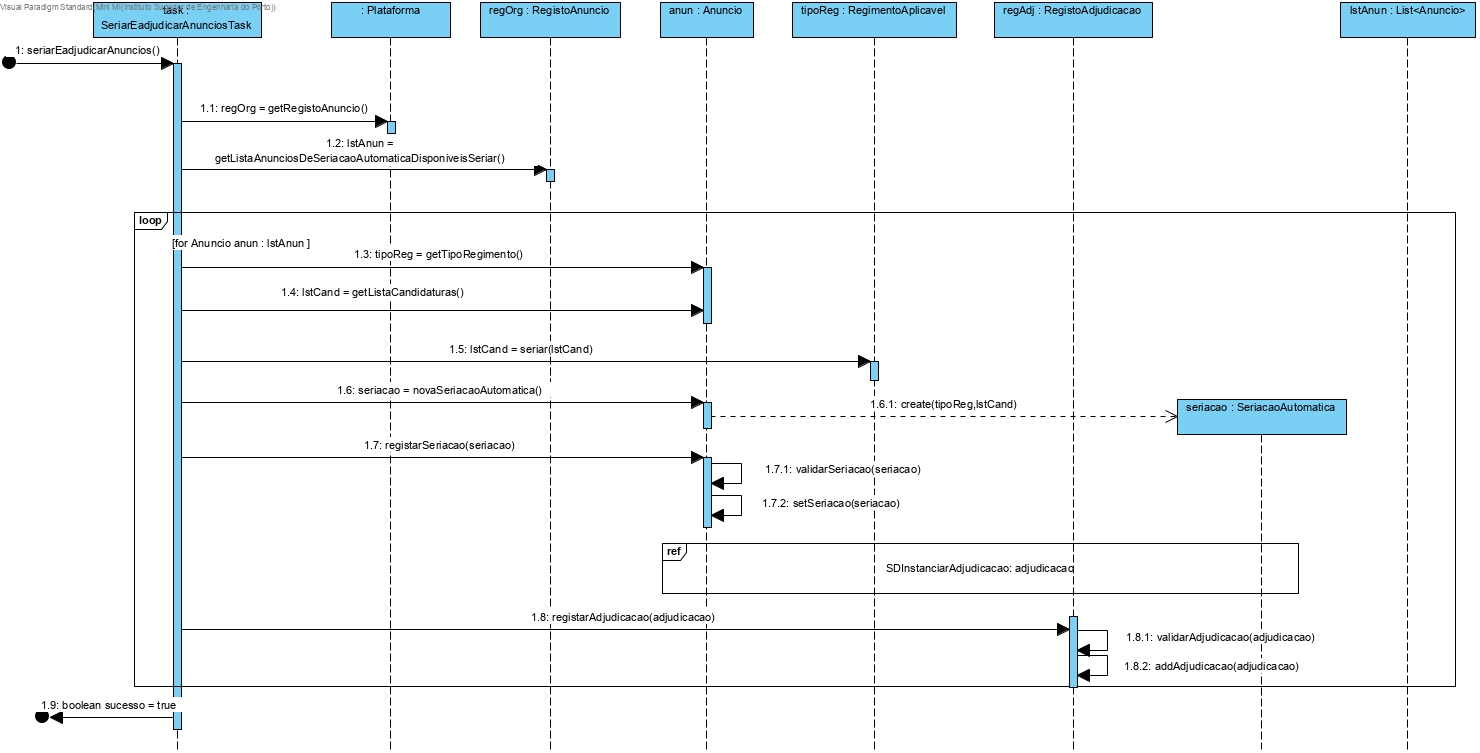 Visual Paradigm Standard(Mini Mi(Instituto Superior de Engenharia do Porto))
task :
SeriarEadjudicarAnunciosTask
: Plataforma
regOrg : RegistoAnuncio
anun : Anuncio
tipoReg : RegimentoAplicavel
regAdj : RegistoAdjudicacao
lstAnun : List<Anuncio>
1: seriarEadjudicarAnuncios()
1.1: regOrg = getRegistoAnuncio()
1.2: lstAnun =
getListaAnunciosDeSeriacaoAutomaticaDisponiveisSeriar()
loop
[for Anuncio anun : lstAnun ]
1.3: tipoReg = getTipoRegimento()
1.4: lstCand = getListaCandidaturas()
1.5: lstCand = seriar(lstCand)
1.6: seriacao = novaSeriacaoAutomatica()
1.6.1: create(tipoReg,lstCand)
seriacao : SeriacaoAutomatica
1.7: registarSeriacao(seriacao)
1.7.1: validarSeriacao(seriacao)
1.7.2: setSeriacao(seriacao)
ref
SDInstanciarAdjudicacao: adjudicacao
1.8: registarAdjudicacao(adjudicacao)
1.8.1: validarAdjudicacao(adjudicacao)
1.8.2: addAdjudicacao(adjudicacao)
1.9: boolean sucesso = true